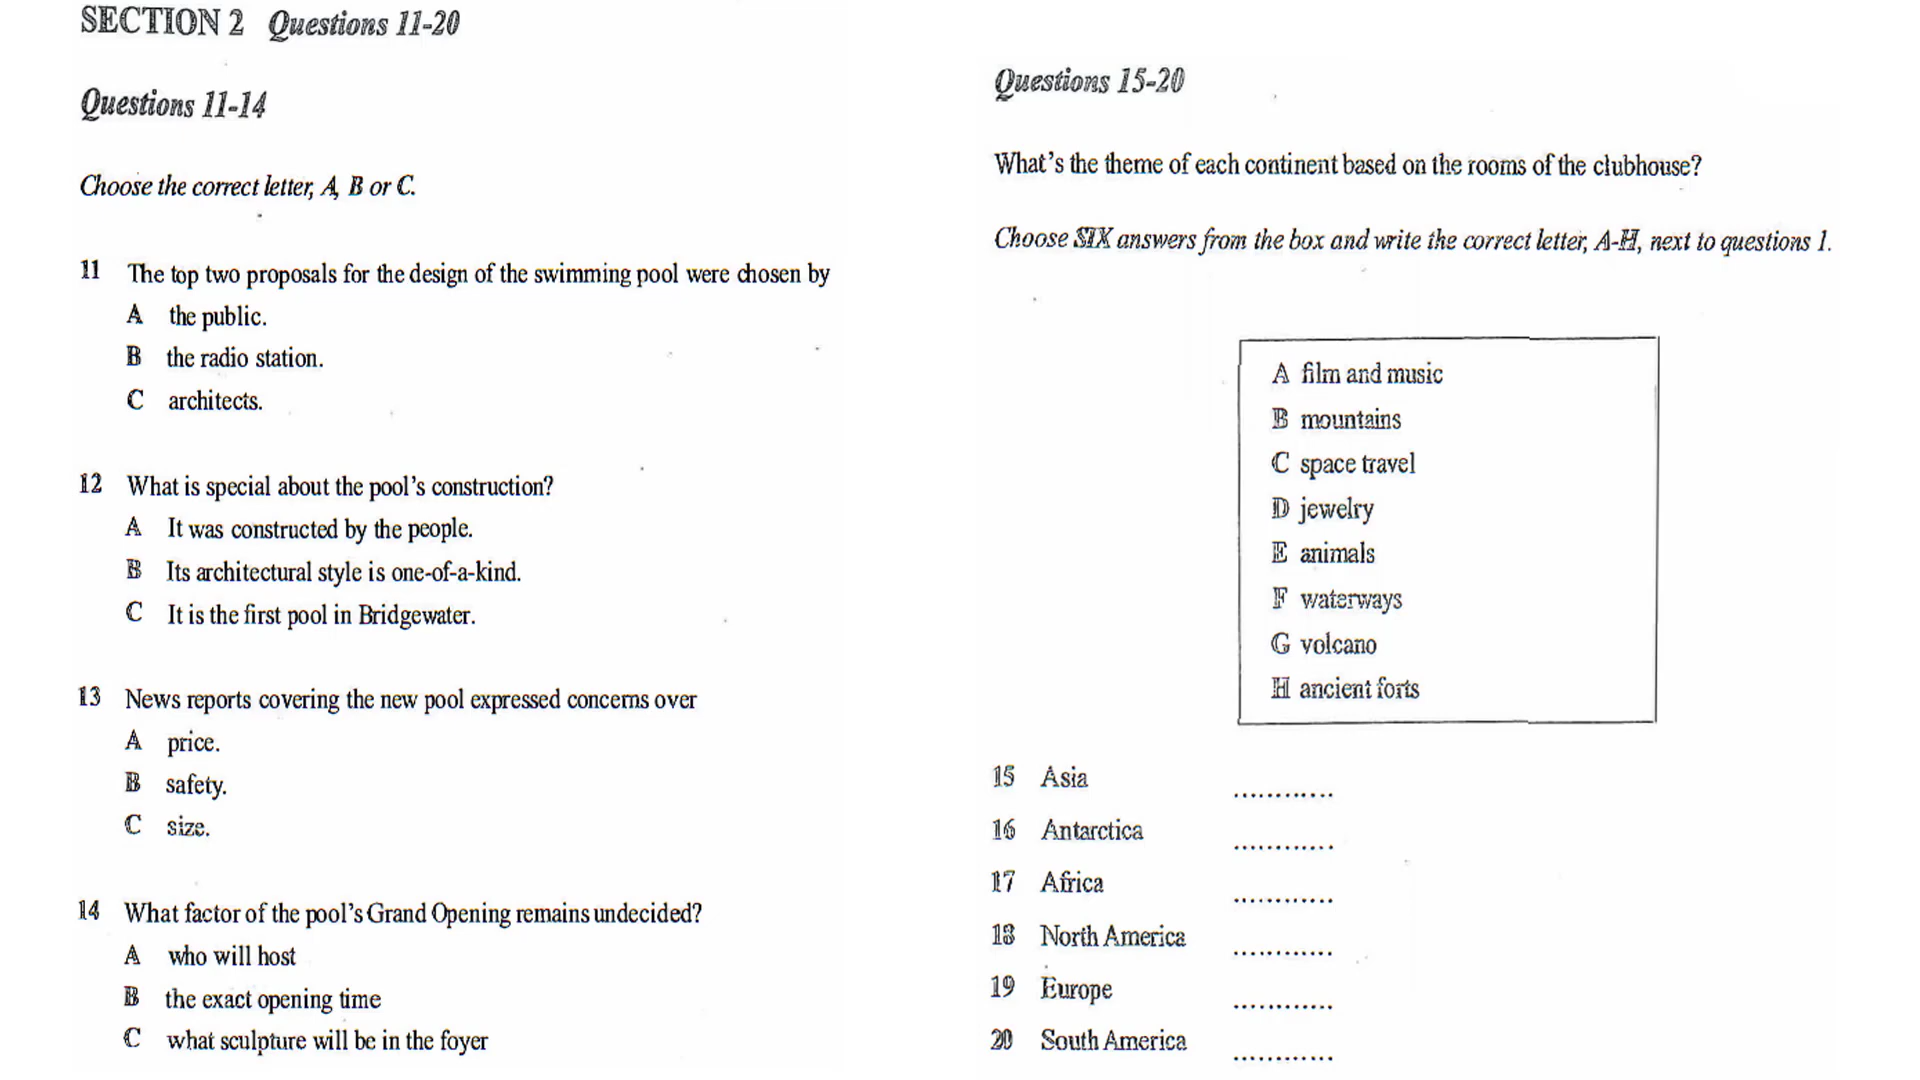 SECTION 2 Questions 11-20
Questions 11-14
Choose the correct letter, A, B or C.
11 The top two proposals for the design of the swimming pool were chosen by
A the public.
B the radio station.
C architects.
12 What is special about the pool's construction?
A It was constructed by the people.
B Its architectural style is one-of-a-kind.
C It is the first pool in Bridgewater.
13 News reports covering the new pool expressed concerns over
A price.
B safety.
C size.
14 What factor of the pool's Grand Opening remains undecided?
A who will host
B the exact opening time
C what sculpture will be in the foyer
Questions 15-20
What's the theme of each continent based on the rooms of the clubhouse?
Choose SIX answers from the box and write the correct letter, A-H, next to questions 1.
A film and music
B mountains
C space travel
D jewelry
E animals
F waterways
G volcano
H ancient forts
15 Asia ............
16 Antarctica ............
17 Africa ............
18 North America ............
19 Europe ............
20 South America ............